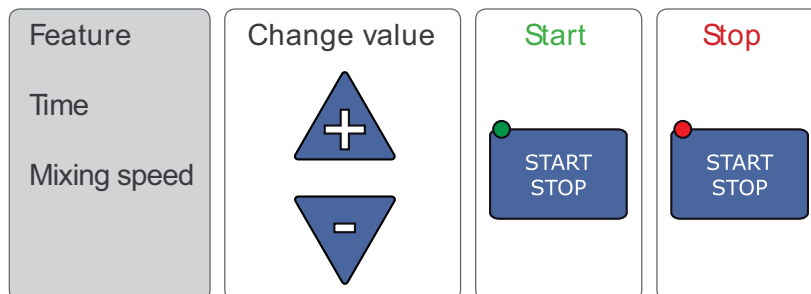 Feature
Time
Mixing speed
Change value
+
-
Start
START
STOP
Stop
START
STOP